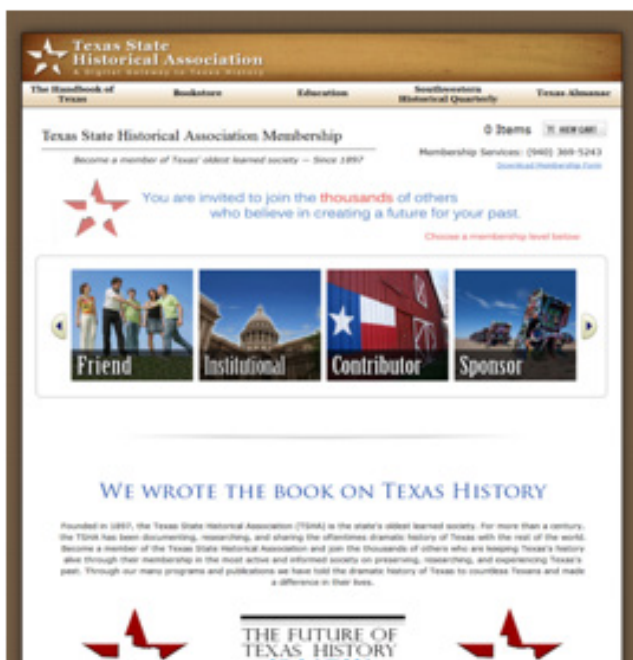 Texas State
Historical Association
A Digital Gateway to Texas History
The Handbook of
Texas
Bookstore
Education
Southwestern
Historical Quarterly
Texas Almanac
Texas State Historical Association Membership
0 Items
VIEW CART
Become a member of Texas' oldest learned society — Since 1897
Membership Services: (940) 369-5243
Download Membership Form
You are invited to join the thousands of others
who believe in creating a future for your past.
Choose a membership level below
Friend
Institutional
Contributor
Sponsor
WE WROTE THE BOOK ON TEXAS HISTORY
Founded in 1897, the Texas State Historical Association (TSHA) is the state's oldest learned society. For more than a century,
the TSHA has been documenting, researching, and sharing the oftentimes dramatic history of Texas with the rest of the world.
Become a member of the Texas State Historical Association and join the thousands of others who are keeping Texas's history
alive through their membership in the most active and informed society on preserving, researching, and experiencing Texas's
past. Through our many programs and publications we have told the dramatic history of Texas to countless Texans and made
a difference in their lives.
THE FUTURE OF
TEXAS HISTORY